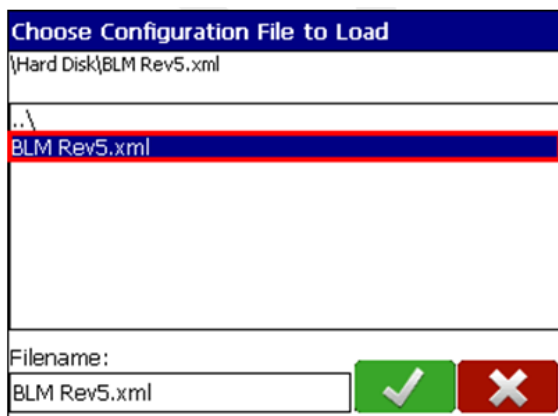 Choose Configuration File to Load
\Hard Disk\BLM Rev5.xml
..\
BLM Rev5.xml
Filename:
BLM Rev5.xml